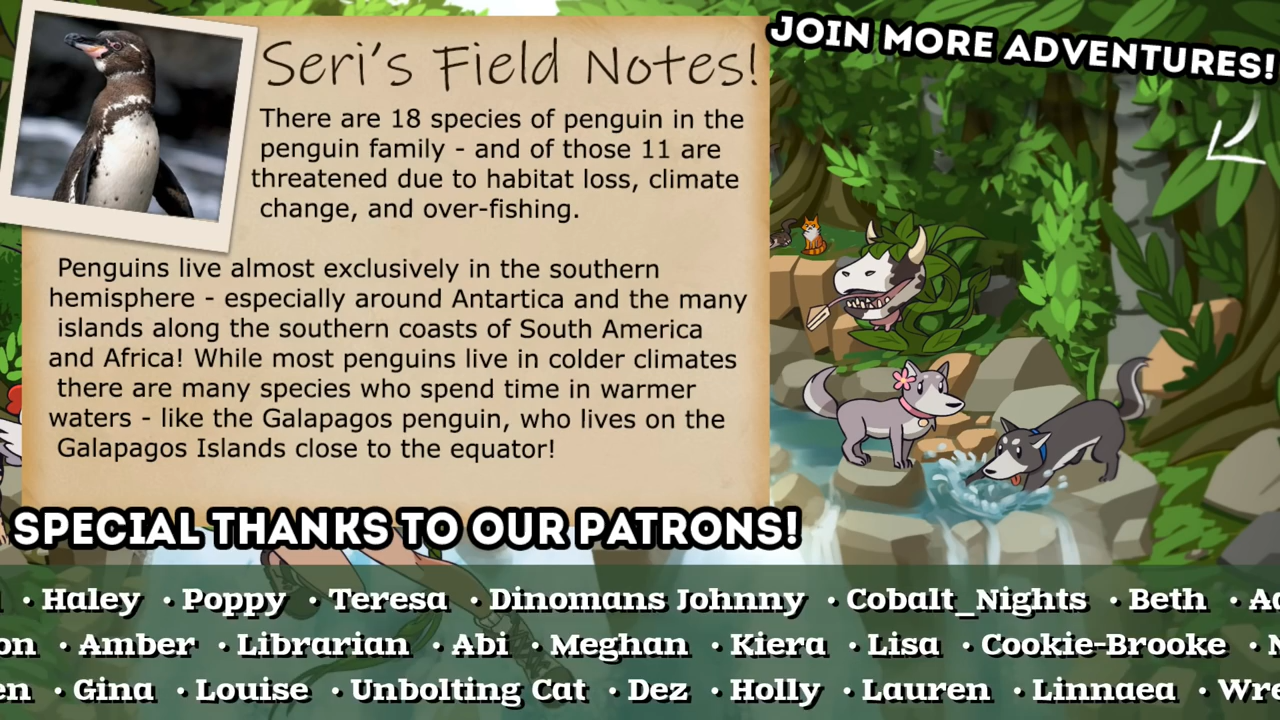 Seri's Field Notes!
JOIN MORE ADVENTURES!
There are 18 species of penguin in the
penguin family - and of those 11 are
threatened due to habitat loss, climate
change, and over-fishing.
Penguins live almost exclusively in the southern
hemisphere - especially around Antartica and the many
islands along the southern coasts of South America
and Africa! While most penguins live in colder climates
there are many species who spend time in warmer
waters - like the Galapagos penguin, who lives on the
Galapagos Islands close to the equator!
SPECIAL THANKS TO OUR PATRONS!
• Haley • Poppy • Teresa • Dinomans Johnny • Cobalt_Nights • Beth •
• Amber • Librarian • Abi • Meghan • Kiera • Lisa • Cookie-Brooke •
• Gina • Louise • Unbolting Cat • Dez • Holly • Lauren • Linnaea •